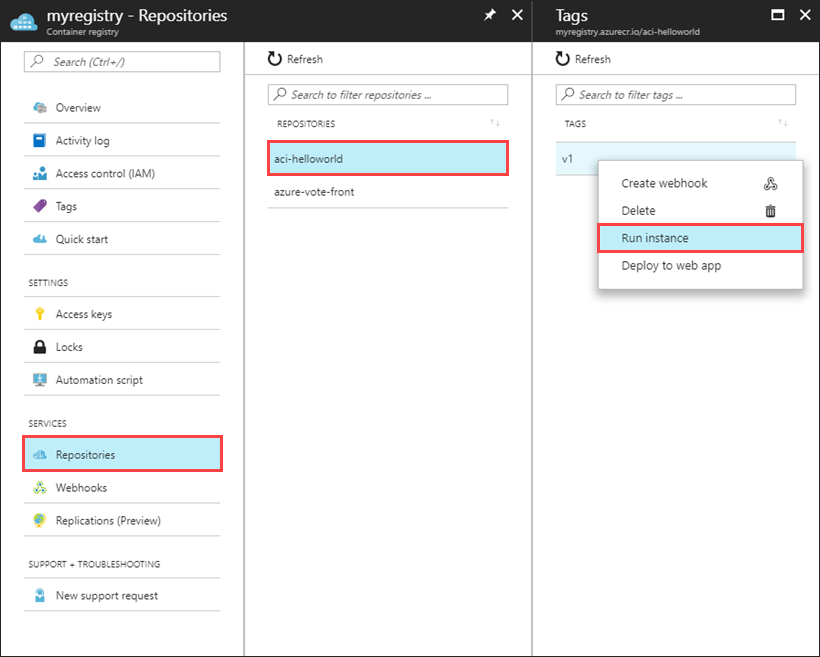 myregistry - Repositories
Container registry
Search (Ctrl+/)
Overview
Activity log
Access control (IAM)
Tags
Quick start
SETTINGS
Access keys
Locks
Automation script
SERVICES
Repositories
Webhooks
Replications (Preview)
SUPPORT + TROUBLESHOOTING
New support request
Refresh
Search to filter repositories ...
REPOSITORIES
aci-helloworld
azure-vote-front
Tags
myregistry.azurecr.io/aci-helloworld
Refresh
Search to filter tags ...
TAGS
v1
Create webhook
Delete
Run instance
Deploy to web app